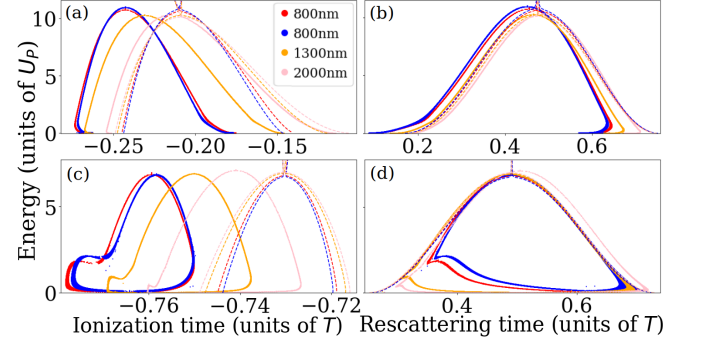 Energy (units of U_P)
(a)
800nm
800nm
1300nm
2000nm
10
5
0
−0.25
−0.20
−0.15
(b)
0.2
0.4
0.6
(c)
5
0
−0.76
−0.74
−0.72
Ionization time (units of T)
(d)
0.4
0.6
Rescattering time (units of T)